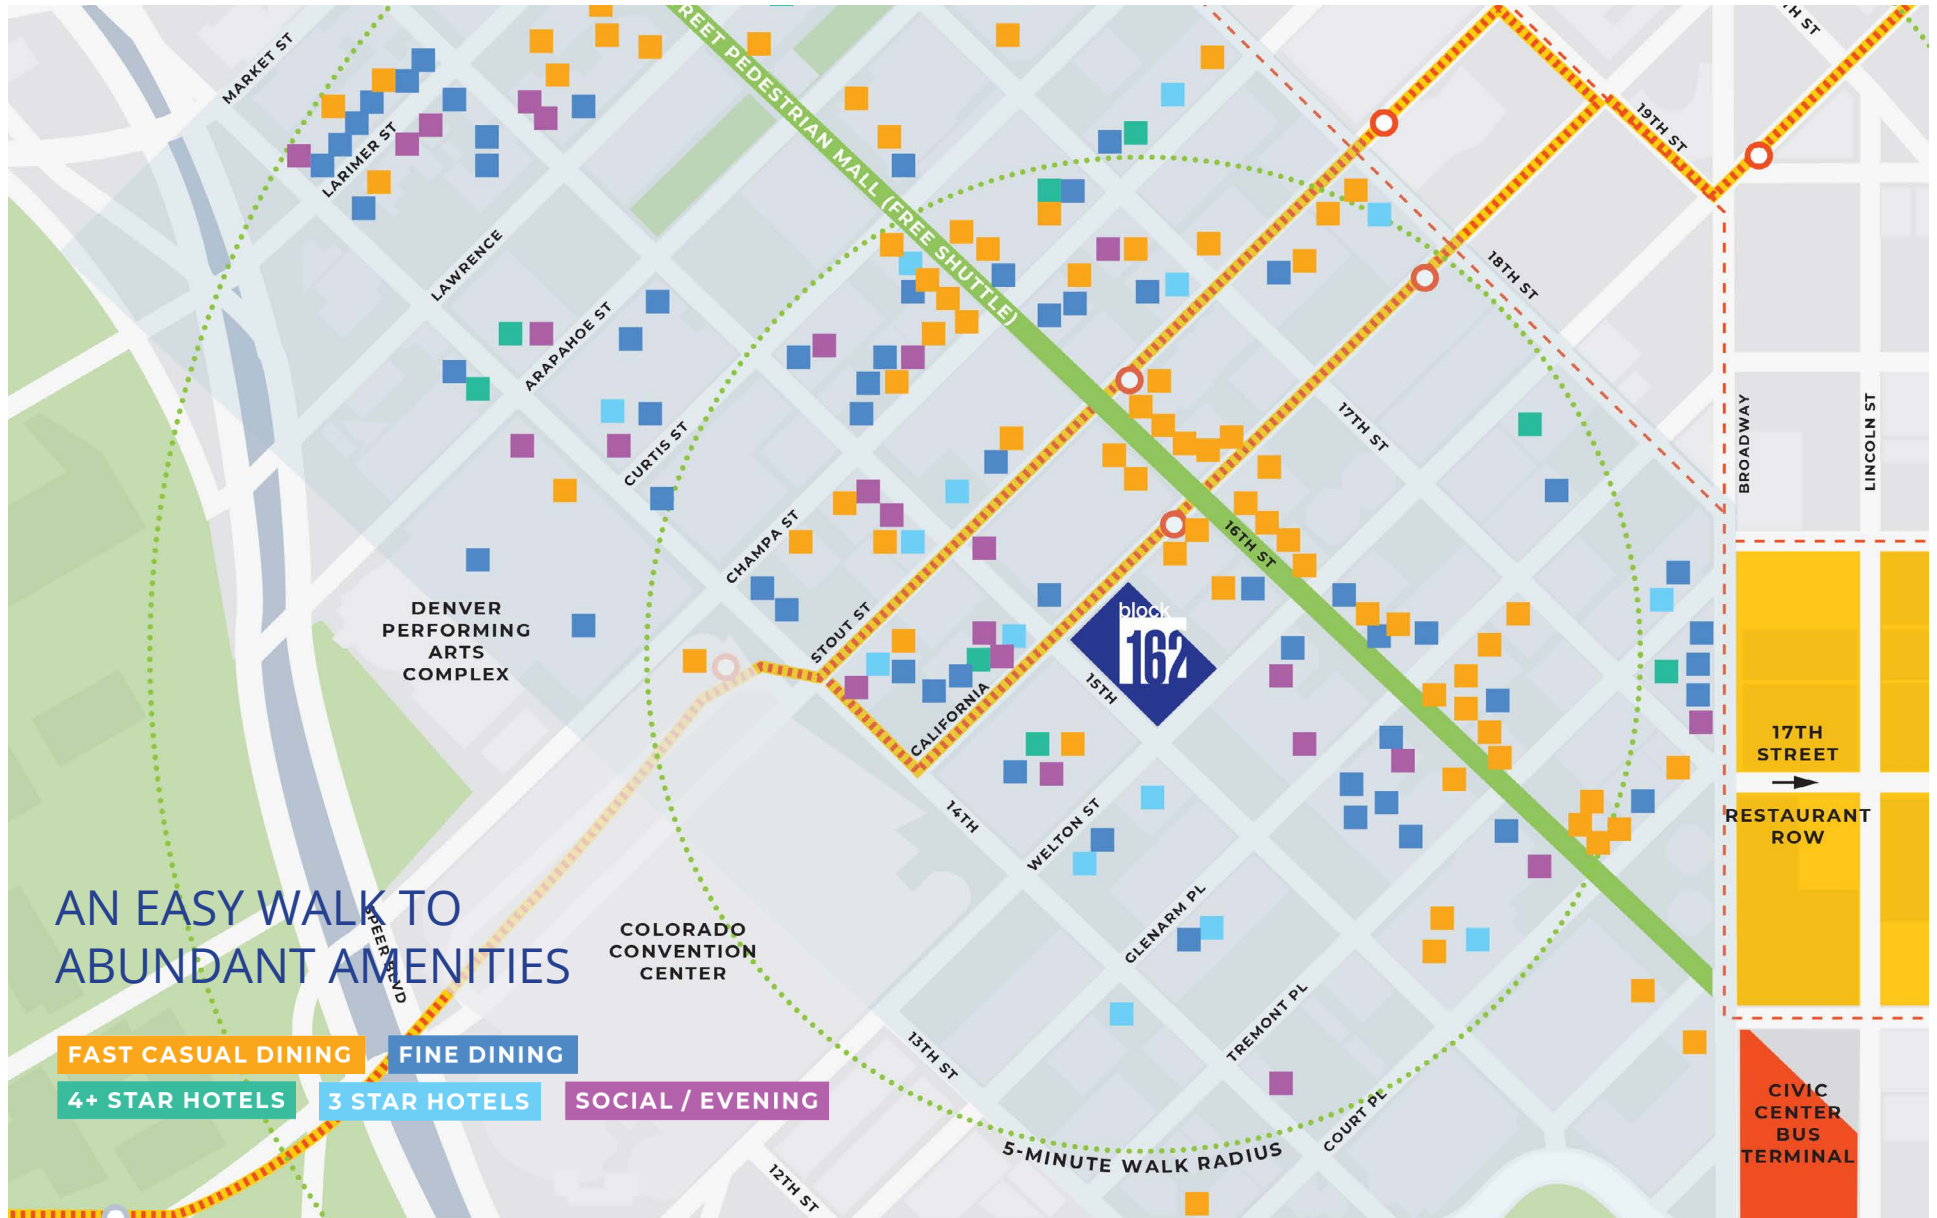 MARKET ST
LARIMER ST
LAWRENCE
ARAPAHOE ST
CURTIS ST
CHAMPA ST
STOUT ST
CALIFORNIA
WELTON ST
GLENARM PL
TREMONT PL
COURT PL
REET PEDESTRIAN MALL (FREE SHUTTLE)
16TH ST
19TH ST
18TH ST
17TH ST
15TH
14TH
13TH ST
12TH ST
TH ST
BROADWAY
LINCOLN ST
SPEER BLVD
block
162
DENVER
PERFORMING
ARTS
COMPLEX
COLORADO
CONVENTION
CENTER
17TH
STREET
RESTAURANT
ROW
CIVIC
CENTER
BUS
TERMINAL
5-MINUTE WALK RADIUS
AN EASY WALK TO
ABUNDANT AMENITIES
FAST CASUAL DINING
FINE DINING
4+ STAR HOTELS
3 STAR HOTELS
SOCIAL / EVENING